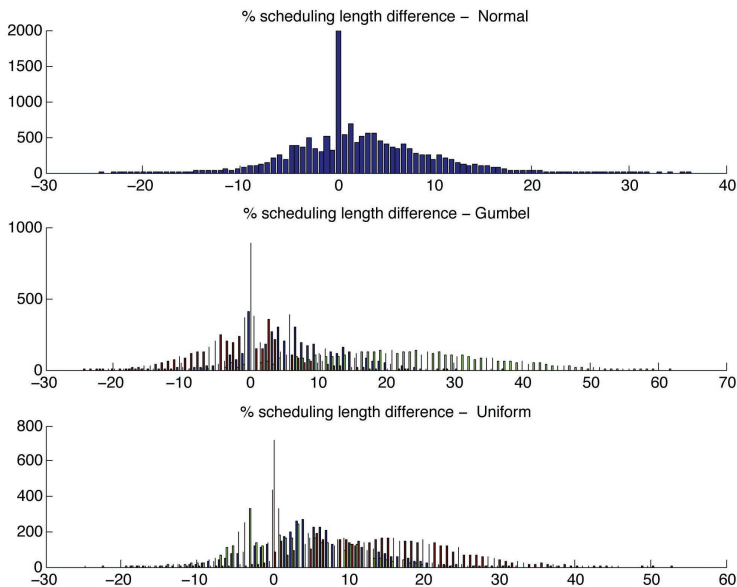 % scheduling length difference – Normal
2000
1500
1000
500
0
−30 −20 −10 0 10 20 30 40
% scheduling length difference – Gumbel
1000
500
0
−30 −20 −10 0 10 20 30 40 50 60 70
% scheduling length difference – Uniform
800
600
400
200
0
−30 −20 −10 0 10 20 30 40 50 60